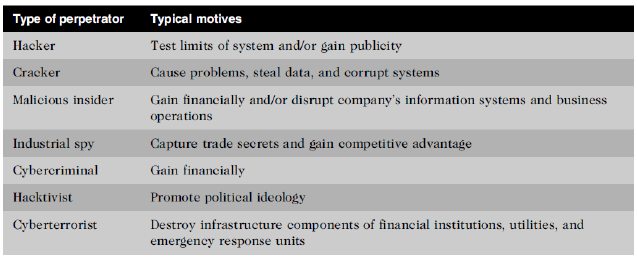 Type of perpetrator Typical motives
Hacker Test limits of system and/or gain publicity
Cracker Cause problems, steal data, and corrupt systems
Malicious insider Gain financially and/or disrupt company's information systems and business
operations
Industrial spy Capture trade secrets and gain competitive advantage
Cybercriminal Gain financially
Hacktivist Promote political ideology
Cyberterrorist Destroy infrastructure components of financial institutions, utilities, and
emergency response units